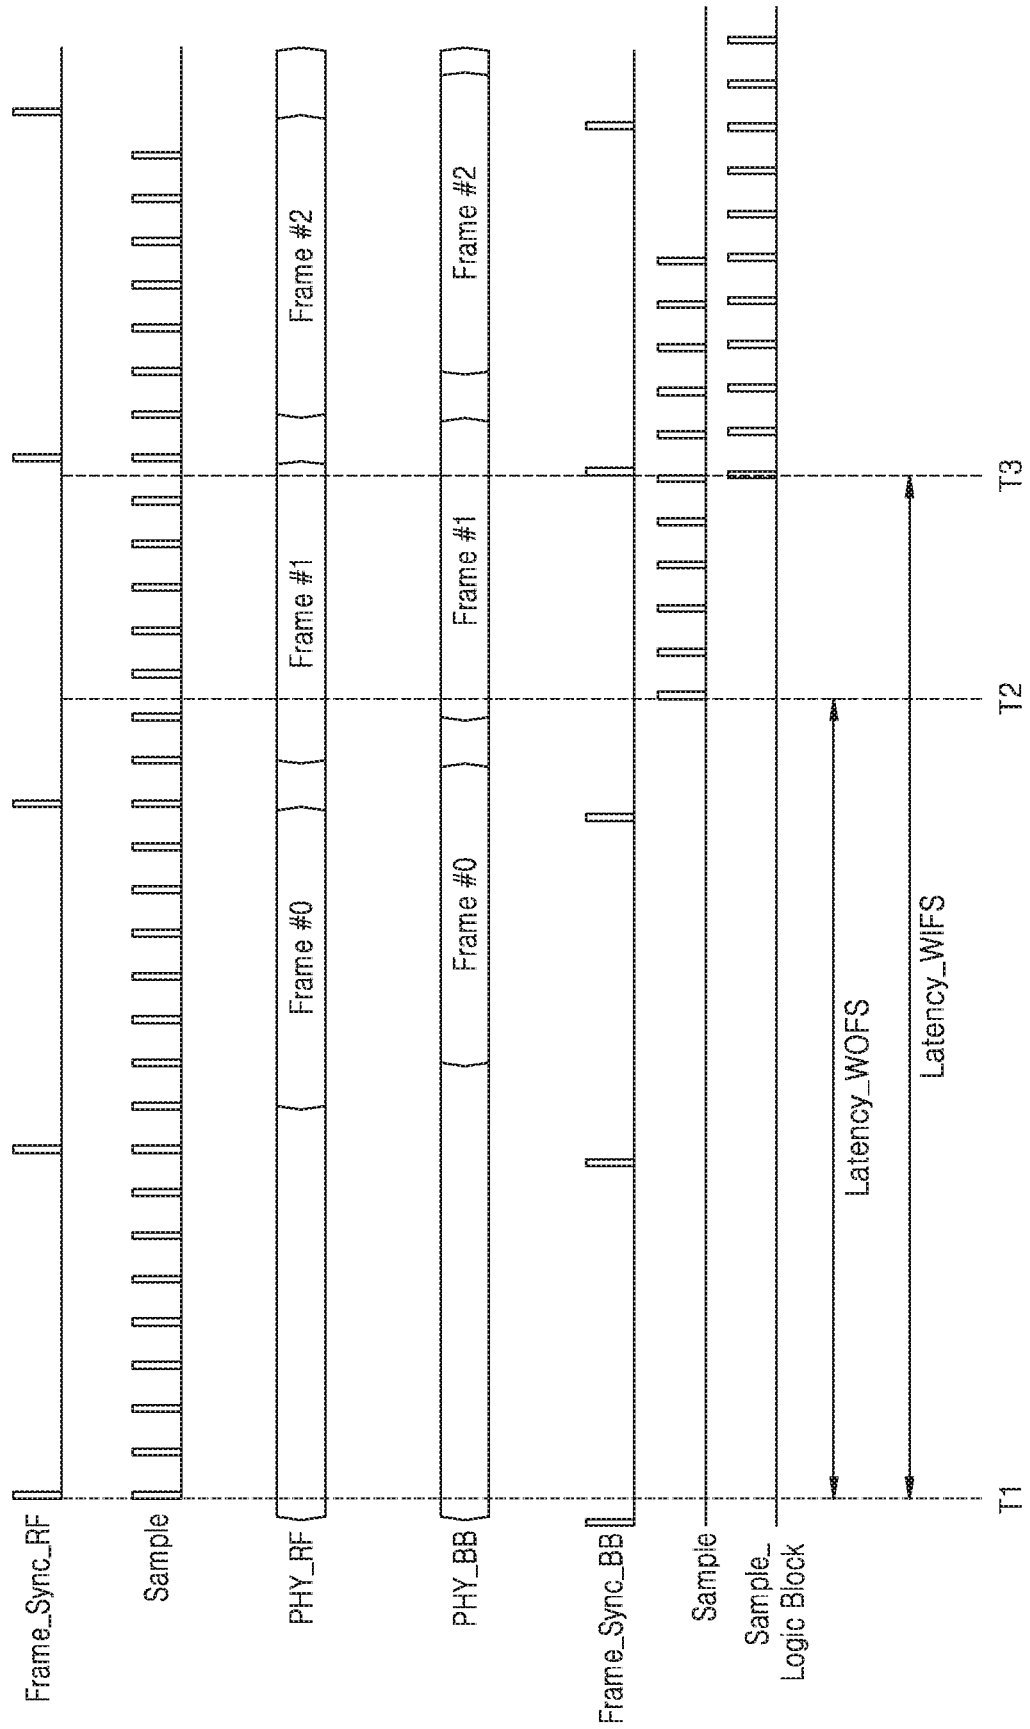 Frame_Sync_RF
Sample
PHY_RF
Frame #0
Frame #1
Frame #2
PHY_BB
Frame #0
Frame #1
Frame #2
Frame_Sync_BB
Sample
Sample_
Logic Block
Latency_WOFS
Latency_WIFS
T1
T2
T3